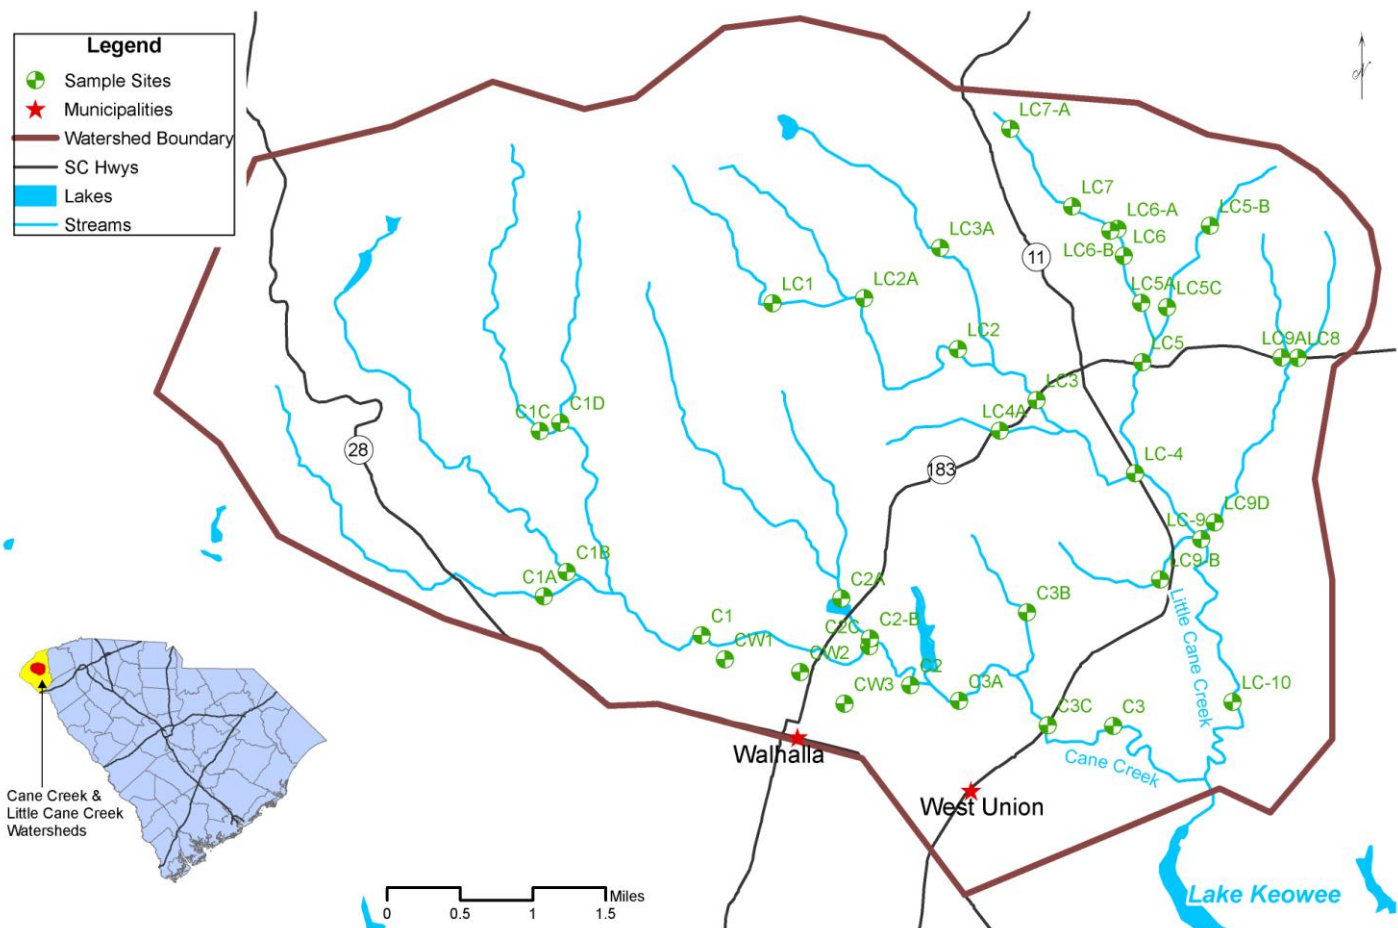 Legend
Sample Sites
Municipalities
Watershed Boundary
SC Hwys
Lakes
Streams
N
LC7-A
LC7
LC6-A
LC6
LC6-B
LC5-B
LC3A
11
LC1
LC2A
LC5A
LC5C
LC2
LC5
LC9A
LC8
LC3
LC4A
C1C
C1D
28
183
LC-4
LC9D
LC-9
LC9-B
C1B
C1A
C2A
C3B
C1
C2C
C2-B
CW1
CW2
C2
CW3
C3A
LC-10
C3C
C3
Little Cane Creek
Cane Creek
Walhalla
West Union
Cane Creek &
Little Cane Creek
Watersheds
0 0.5 1 1.5 Miles
Lake Keowee